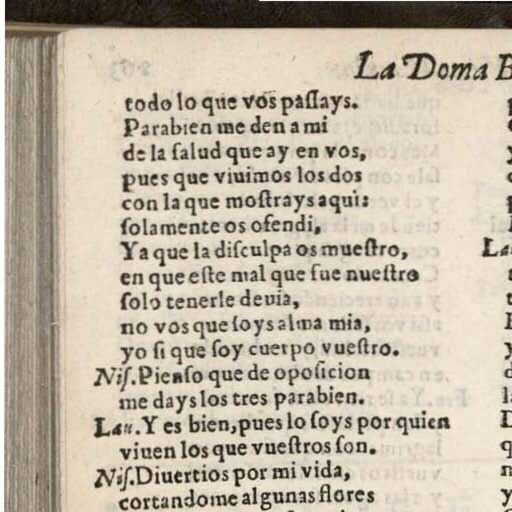 La Doma B
todo lo que vos paſſays.
Parabien me den a mi
de la ſalud que ay en vos,
pues que viuimos los dos
con la que moſtrays aqui:
ſolamente os ofendi,
Ya que la diſculpa os mueſtro,
en que eſte mal que fue nueſtro
ſolo tenerle deuia,
no vos que ſoys alma mia,
yo ſi que ſoy cuerpo vueſtro.
Niſ. Pienſo que de opoſicion
me days los tres parabien.
Lau. Y es bien, pues lo ſoys por quien
viuen los que vueſtros ſon.
Niſ. Diuertios por mi vida,
cortandome algunas flores